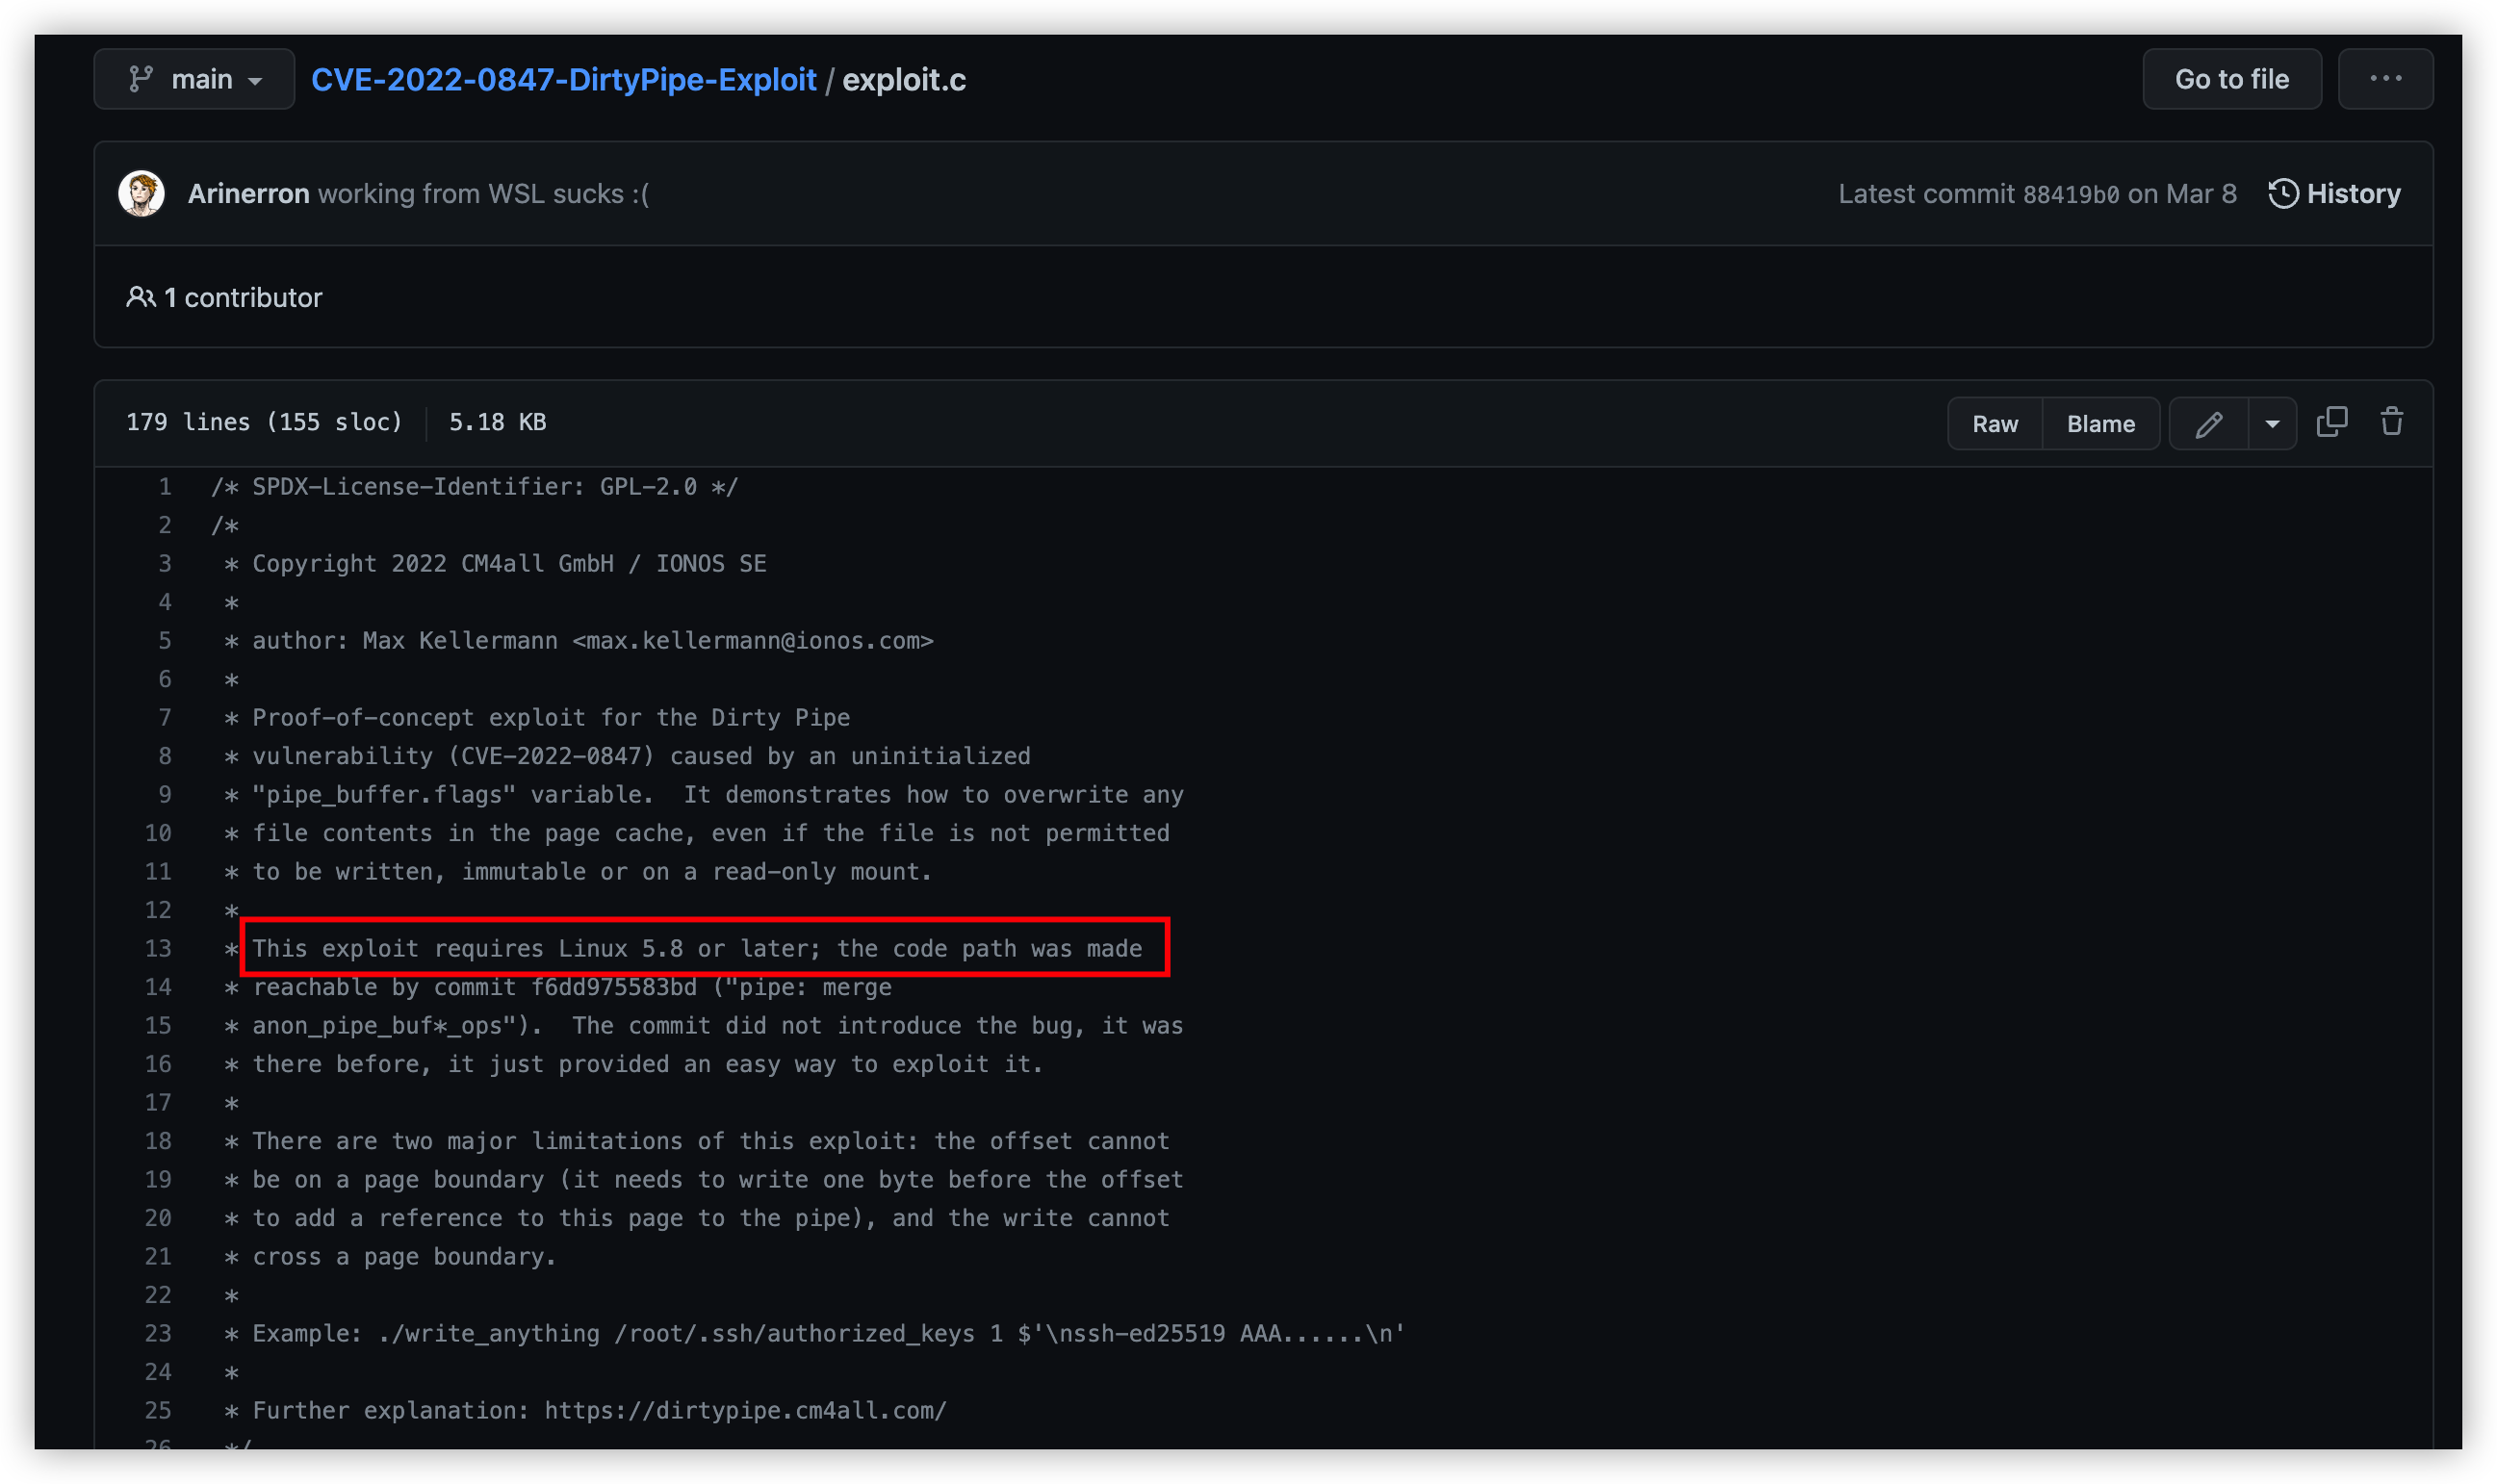 main
CVE-2022-0847-DirtyPipe-Exploit / exploit.c
Go to file
...
Arinerron working from WSL sucks :(
Latest commit 88419b0 on Mar 8
History
1 contributor
179 lines (155 sloc)
5.18 KB
Raw
Blame
1 /* SPDX-License-Identifier: GPL-2.0 */
2 /*
3 * Copyright 2022 CM4all GmbH / IONOS SE
4 *
5 * author: Max Kellermann <max.kellermann@ionos.com>
6 *
7 * Proof-of-concept exploit for the Dirty Pipe
8 * vulnerability (CVE-2022-0847) caused by an uninitialized
9 * "pipe_buffer.flags" variable.  It demonstrates how to overwrite any
10 * file contents in the page cache, even if the file is not permitted
11 * to be written, immutable or on a read-only mount.
12 *
13 * This exploit requires Linux 5.8 or later; the code path was made
14 * reachable by commit f6dd975583bd ("pipe: merge
15 * anon_pipe_buf*_ops").  The commit did not introduce the bug, it was
16 * there before, it just provided an easy way to exploit it.
17 *
18 * There are two major limitations of this exploit: the offset cannot
19 * be on a page boundary (it needs to write one byte before the offset
20 * to add a reference to this page to the pipe), and the write cannot
21 * cross a page boundary.
22 *
23 * Example: ./write_anything /root/.ssh/authorized_keys 1 $'\nssh-ed25519 AAA......\n'
24 *
25 * Further explanation: https://dirtypipe.cm4all.com/
26 */